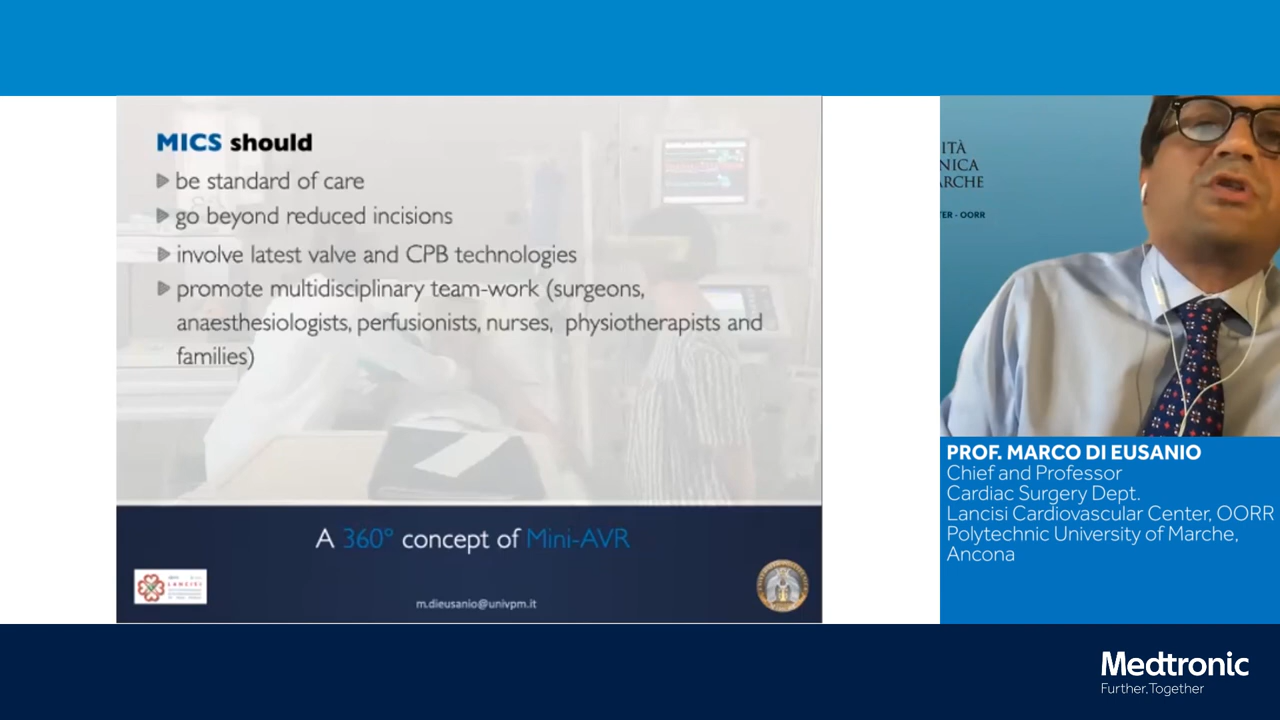 MICS should
be standard of care
go beyond reduced incisions
involve latest valve and CPB technologies
promote multidisciplinary team-work (surgeons,
anaesthesiologists, perfusionists, nurses, physiotherapists and
families)
A 360° concept of Mini-AVR
LANCISI
m.dieusanio@univpm.it
ITÀ
NICA
ARCHE
ER - OORR
PROF. MARCO DI EUSANIO
Chief and Professor
Cardiac Surgery Dept.
Lancisi Cardiovascular Center, OORR
Polytechnic University of Marche,
Ancona
Medtronic
Further,Together